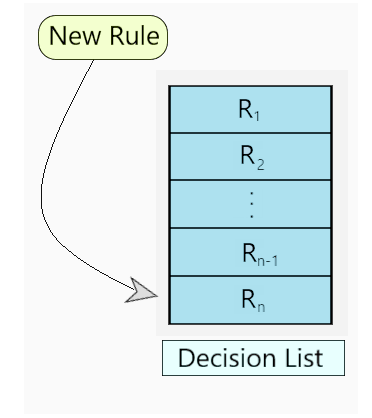 New Rule
R1
R2
⋮
Rn-1
Rn
Decision List